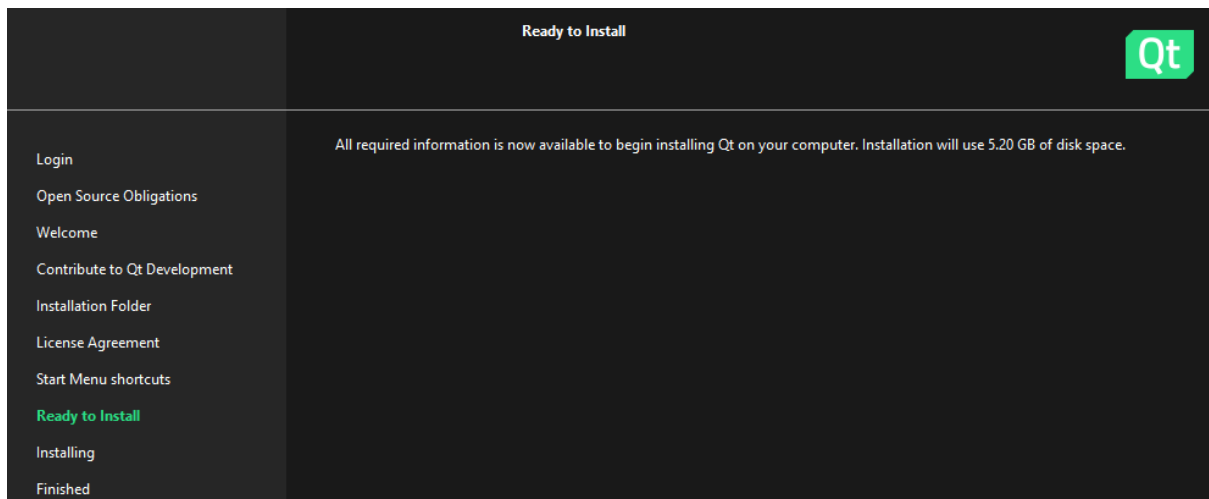 Ready to Install
Qt
All required information is now available to begin installing Qt on your computer. Installation will use 5.20 GB of disk space.
Login
Open Source Obligations
Welcome
Contribute to Qt Development
Installation Folder
License Agreement
Start Menu shortcuts
Ready to Install
Installing
Finished